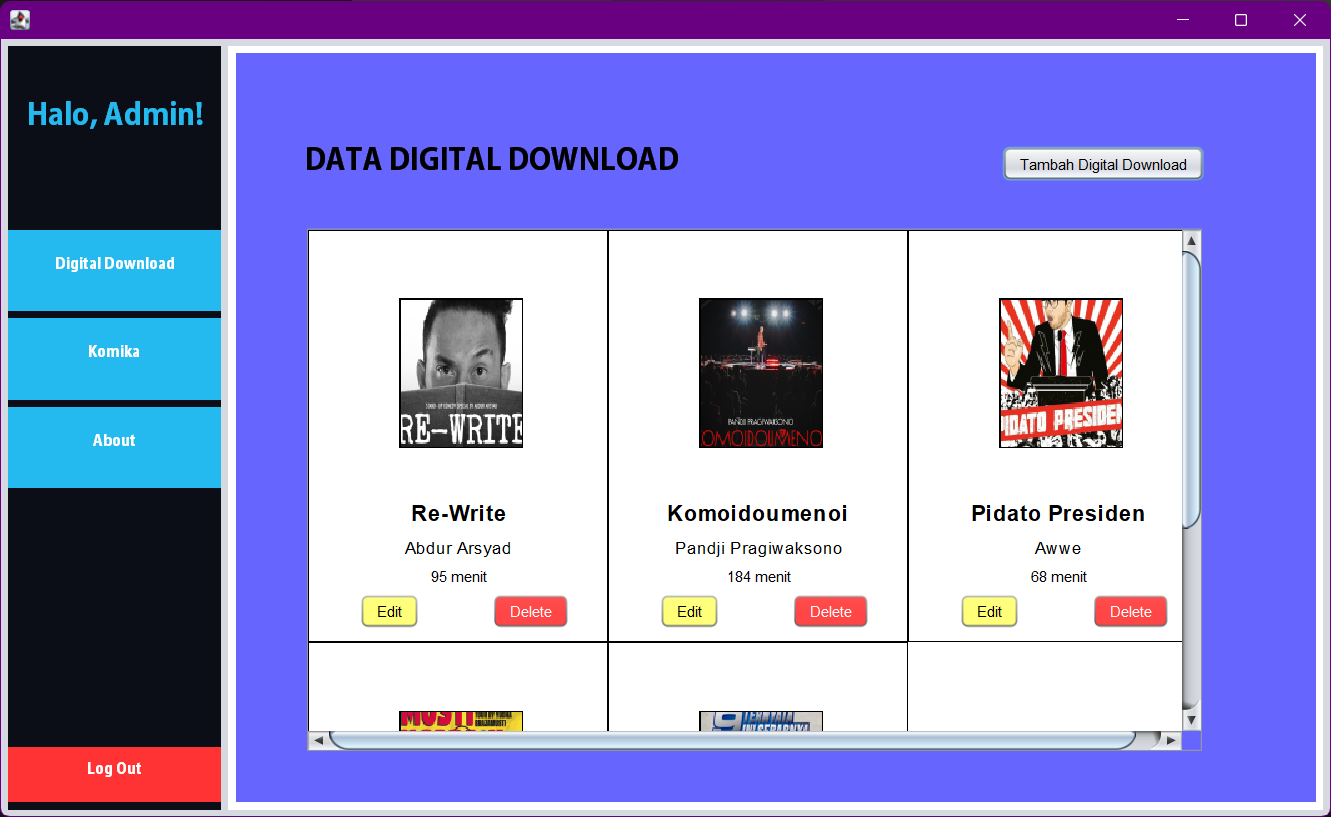 Halo, Admin!
Digital Download
Komika
About
Log Out
DATA DIGITAL DOWNLOAD
Tambah Digital Download
RE-WRITE
Re-Write
Abdur Arsyad
95 menit
Edit
Delete
PANDJI PRAGIWAKSONO
OMOIDOUMENO
Komoidoumenoi
Pandji Pragiwaksono
184 menit
Edit
Delete
PIDATO PRESIDEN
Pidato Presiden
Awwe
68 menit
Edit
Delete